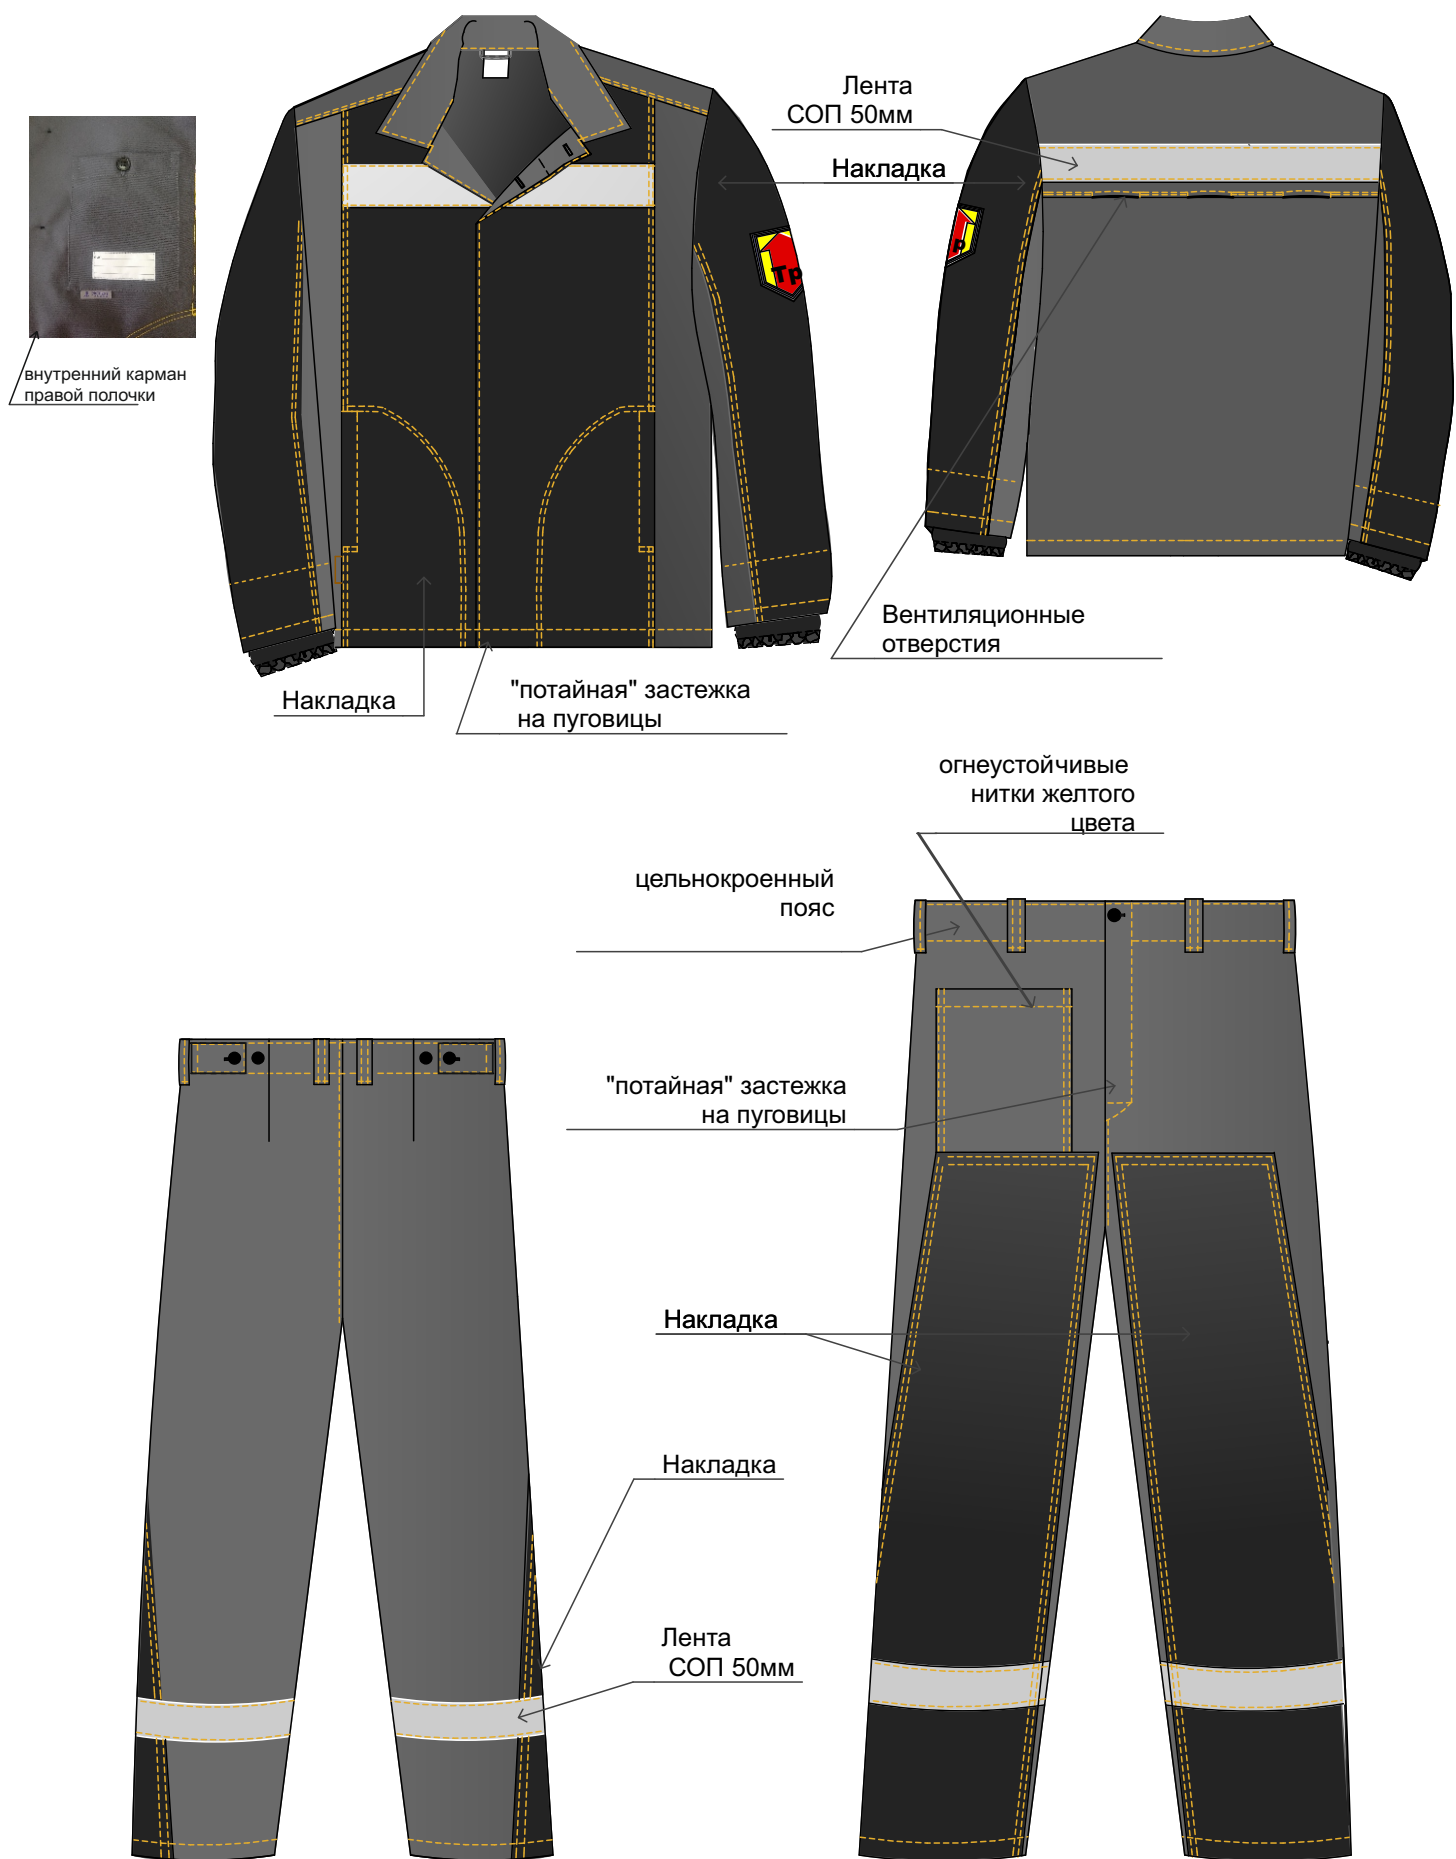 Лента
СОП 50мм
Накладка
внутренний карман
правой полочки
Тр
Р
Вентиляционные
отверстия
Накладка
"потайная" застежка
на пуговицы
огнеустойчивые
нитки желтого
цвета
цельнокроенный
пояс
"потайная" застежка
на пуговицы
Накладка
Накладка
Лента
СОП 50мм